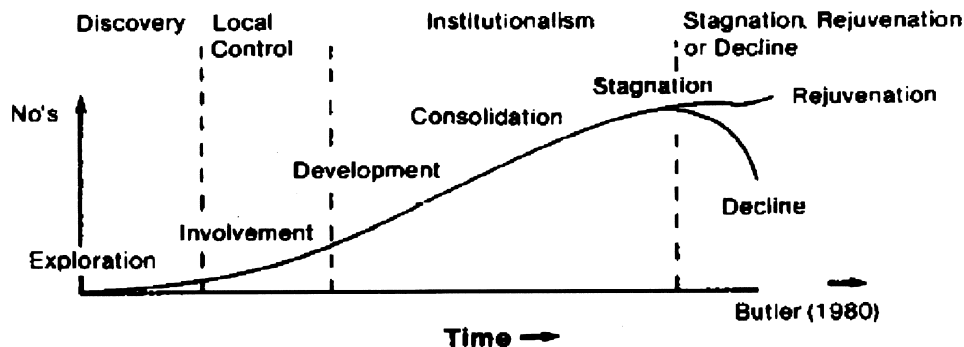 Discovery
Local
Control
Institutionalism
Stagnation, Rejuvenation
or Decline
No's
Stagnation
Rejuvenation
Consolidation
Development
Decline
Involvement
Exploration
Butler (1980)
Time